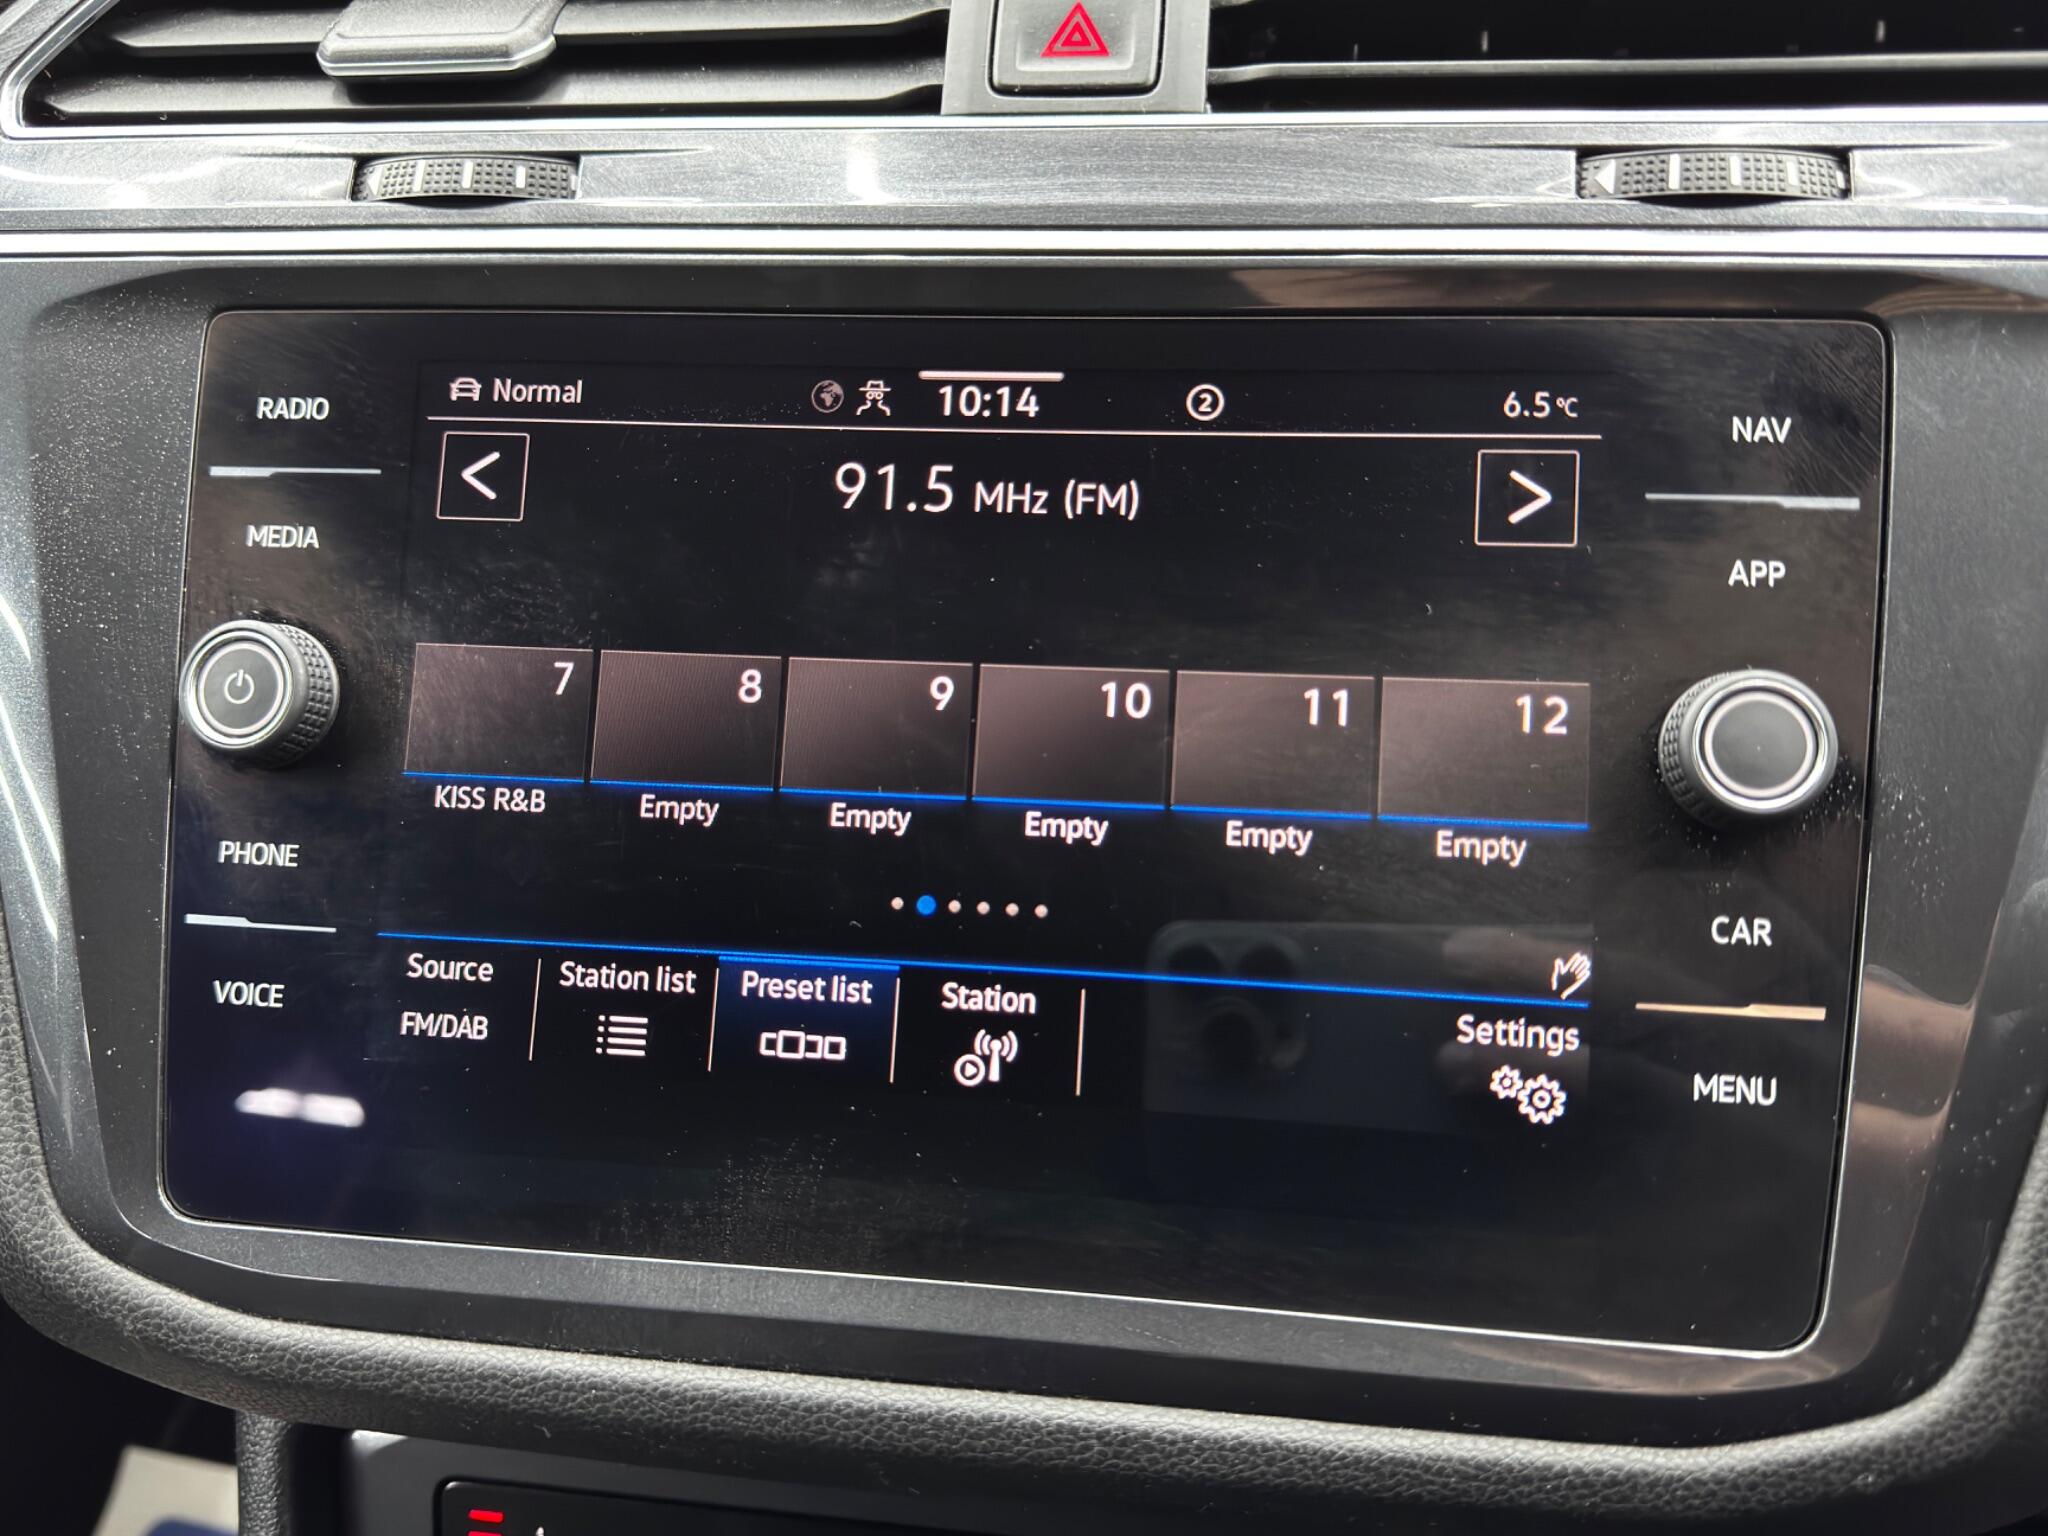 Normal
10:14
2
6.5°C
RADIO
NAV
<
91.5 MHz (FM)
>
MEDIA
APP
7
8
9
10
11
12
KISS R&B
Empty
Empty
Empty
Empty
Empty
PHONE
CAR
VOICE
Source
FM/DAB
Station list
Preset list
Station
Settings
MENU